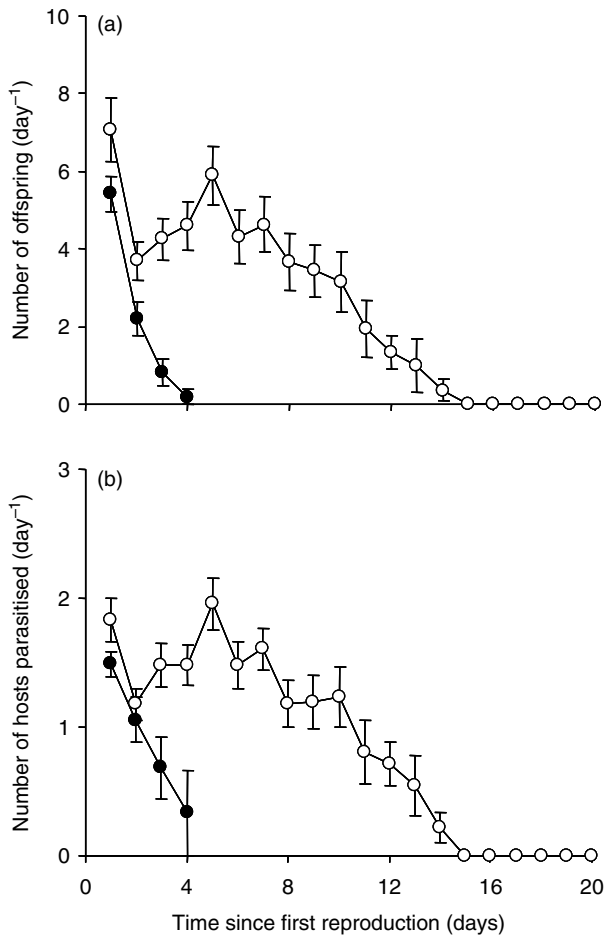 (a)
10
8
6
4
2
0
Number of offspring (day⁻¹)
(b)
3
2
1
0
Number of hosts parasitised (day⁻¹)
0 4 8 12 16 20
Time since first reproduction (days)